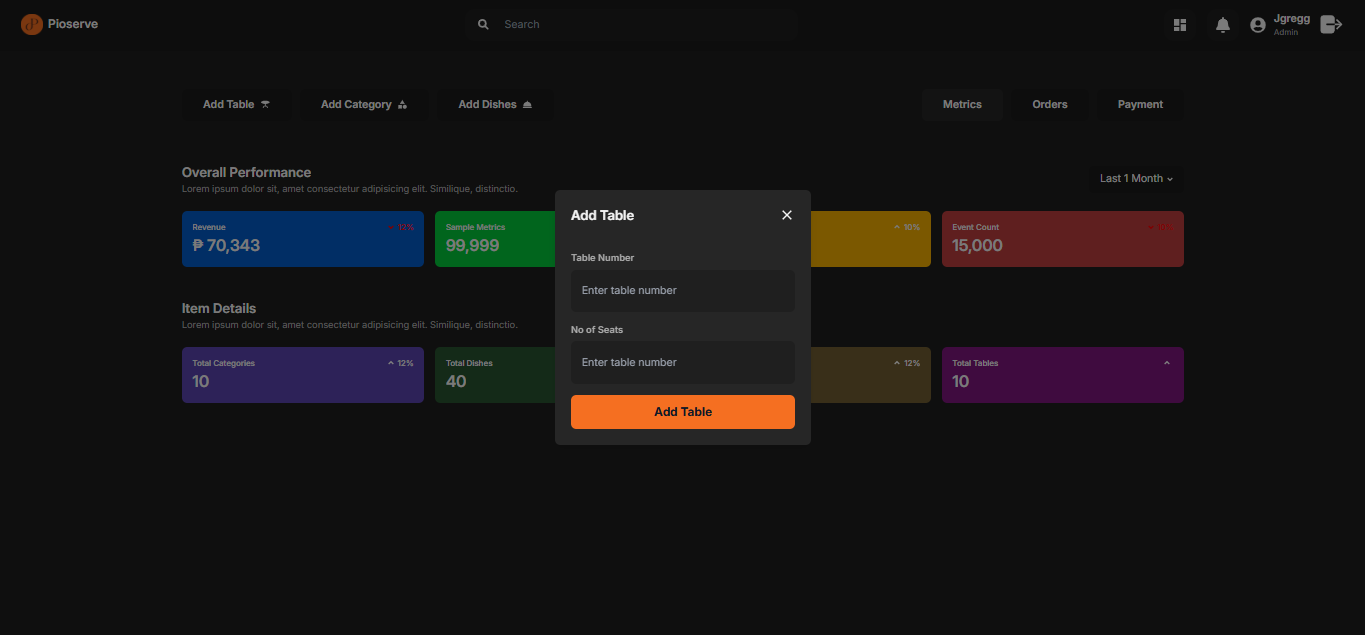 Pioserve
Search
Jgregg
Admin
Add Table
Add Category
Add Dishes
Metrics
Orders
Payment
Overall Performance
Lorem ipsum dolor sit, amet consectetur adipisicing elit. Similique, distinctio.
Last 1 Month
Revenue
12%
₱ 70,343
Sample Metrics
99,999
10%
Event Count
10%
15,000
Item Details
Lorem ipsum dolor sit, amet consectetur adipisicing elit. Similique, distinctio.
Total Categories
12%
10
Total Dishes
40
12%
Total Tables
10
Add Table
Table Number
Enter table number
No of Seats
Enter table number
Add Table